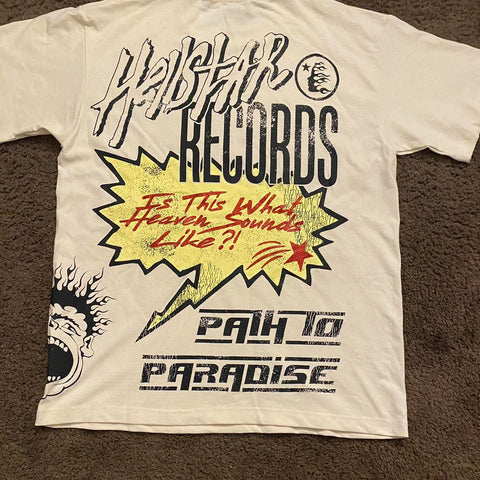 HellSTAR
RECORDS
Is This What
Heaven Sounds
Like?!
PATH TO
PARADISE